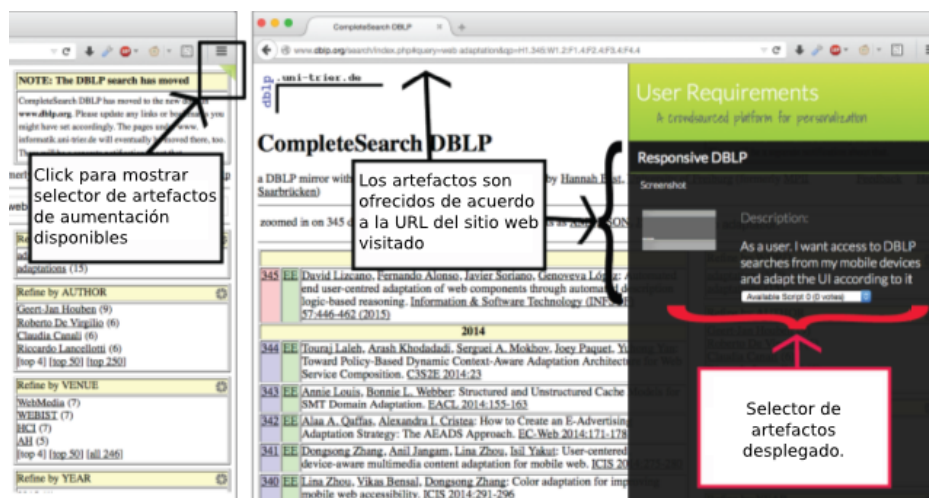 NOTE: The DBLP search has moved
CompleteSearch DBLP has moved to the new
www.dblp.org. Please update any links or you
might have set accordingly. The pages under www.
informatik.uni-trier.de will eventually be moved there, too.
Click para mostrar
selector de artefactos
de aumentación
disponibles
adaptations (15)
Refine by AUTHOR
Geert-Jan Houben (9)
Roberto De Virgilio (6)
Claudia Canali (6)
Riccardo Lancellotti (6)
[top 4] [top 50] [top 250]
Refine by VENUE
WebMedia (7)
WEBIST (7)
HCI (7)
AH (5)
[top 4] [top 50] [all 246]
Refine by YEAR
CompleteSearch DBLP
www.dblp.org/search/index.php#query=web adaptation&qp=H1.345:W1.2:F1.4:F2.4:F3.4:F4.4
dblp.uni-trier.de
CompleteSearch DBLP
a DBLP mirror with by Hannah Bast,
Saarbrücken)
zoomed in on 345
Los artefactos son
ofrecidos de acuerdo
a la URL del sitio web
visitado
345 EE David Lizcano, Fernando Alonso, Javier Soriano, Genoveva López:
end user-centred adaptation of web components through automated description
logic-based reasoning. Information & Software Technology (INFSOF)
57:446-462 (2015)
2014
344 EE Touraj Laleh, Arash Khodadadi, Serguei A. Mokhov, Joey Paquet,
Toward Policy-Based Dynamic Context-Aware Adaptation Architecture for Web
Service Composition. C3S2E 2014:23
343 EE Annie Louis, Bonnie L. Webber: Structured and Unstructured Cache Models for
SMT Domain Adaptation. EACL 2014:155-163
342 EE Alaa A. Qaffas, Alexandra I. Cristea: How to Create an E-Advertising
Adaptation Strategy: The AEADS Approach. EC-Web 2014:171-178
341 EE Dongsong Zhang, Anil Jangam, Lina Zhou, Isil Yakut: User-centered
device-aware multimedia content adaptation for mobile web. ICIS
340 EE Lina Zhou, Vikas Bensal, Dongsong Zhang: Color adaptation for improving
mobile web accessibility. ICIS 2014:291-296
User Requirements
A crowdsourced platform for personalization
Responsive DBLP
Screenshot
Description:
As a user. I want access to DBLP
searches from my mobile devices
and adapt the UI according to it
Available Script 0 (0 votes)
Selector de
artefactos
desplegado.